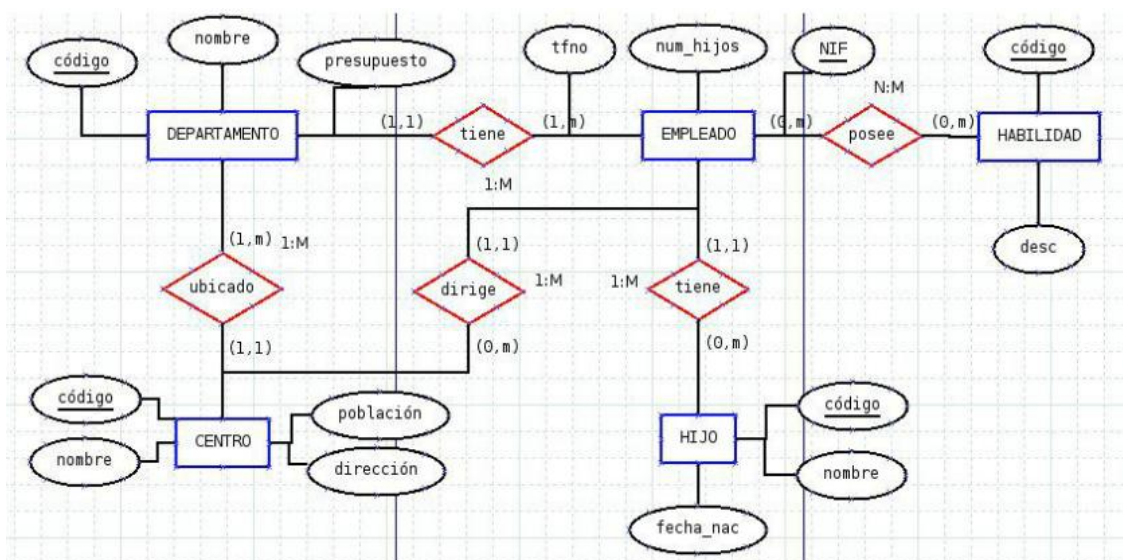 nombre
código
presupuesto
tfno
num_hijos
NIF
código
N:M
DEPARTAMENTO
(1,1)
tiene
(1,m)
EMPLEADO
(0,m)
posee
(0,m)
HABILIDAD
1:M
(1,m)
1:M
(1,1)
(1,1)
desc
ubicado
dirige
1:M
1:M
tiene
(1,1)
(0,m)
(0,m)
código
población
código
nombre
CENTRO
HIJO
dirección
nombre
fecha_nac